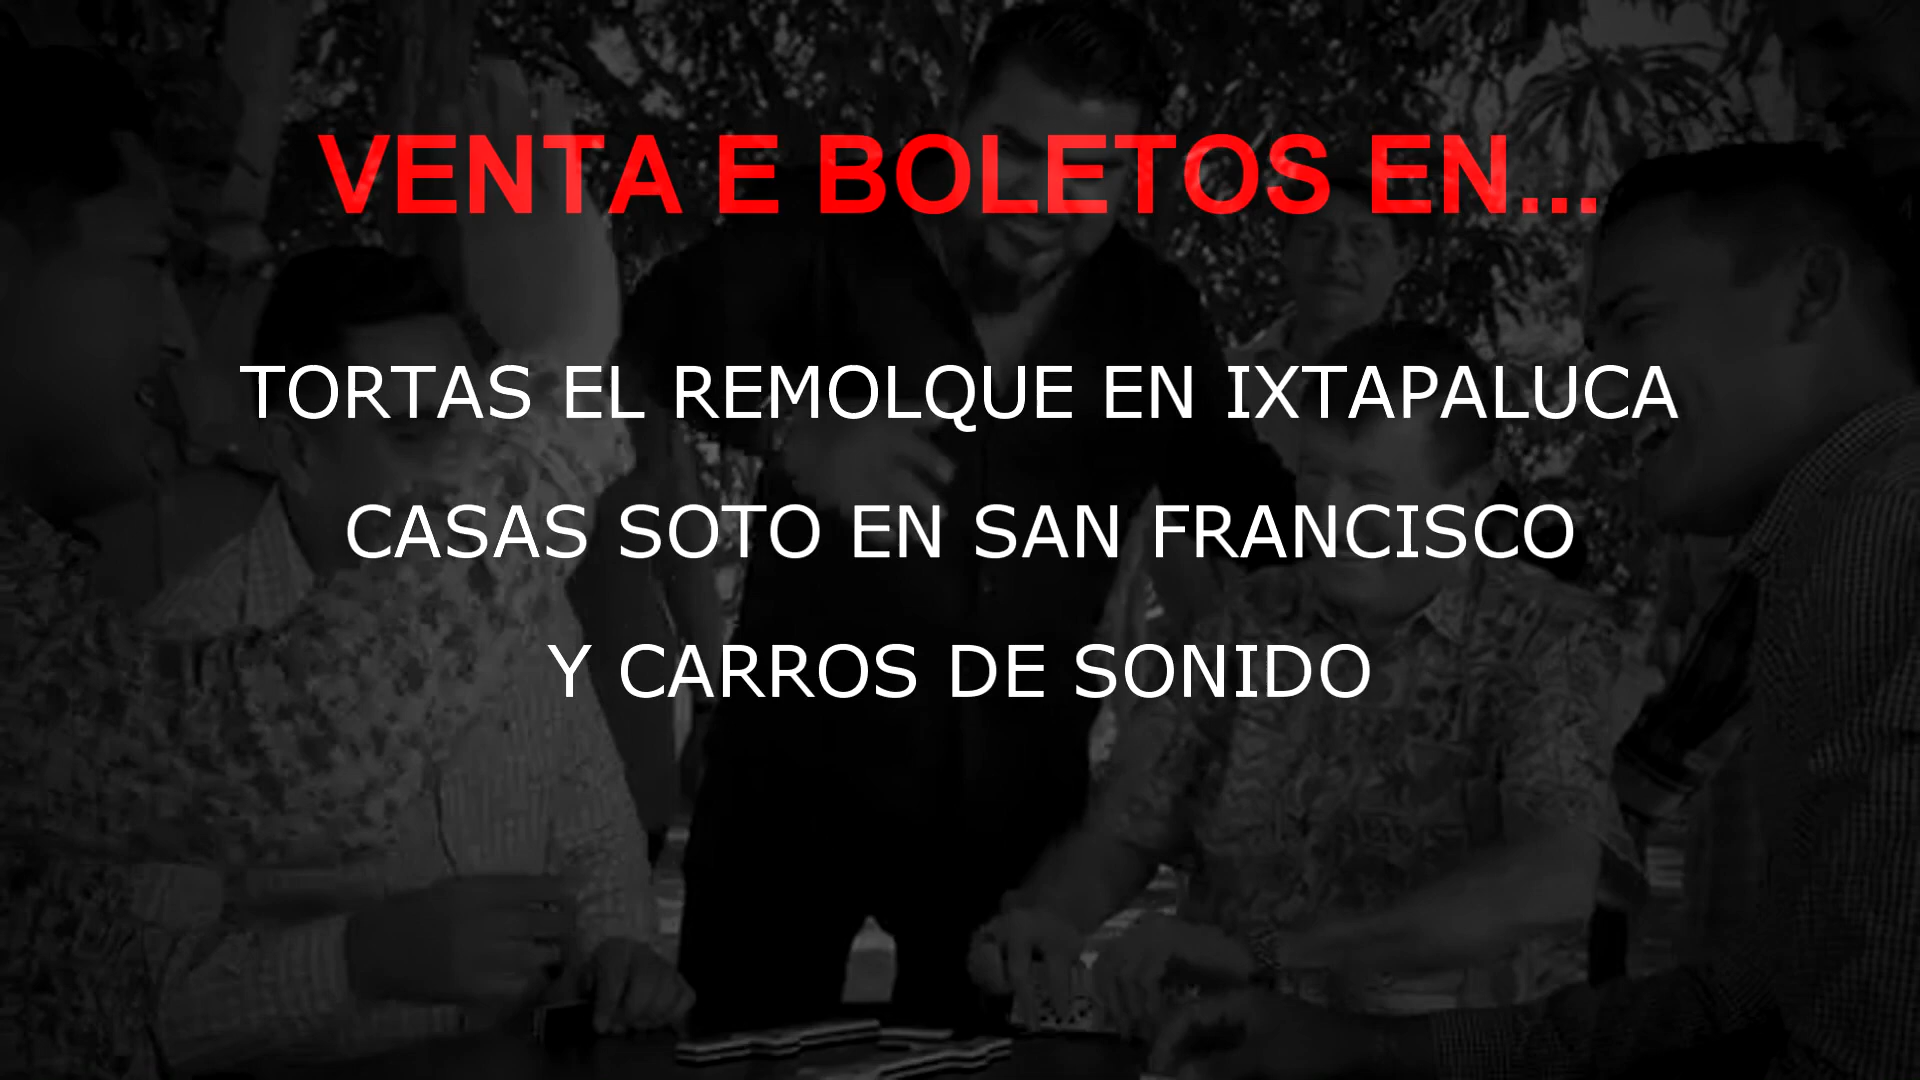 VENTA E BOLETOS EN...
TORTAS EL REMOLQUE EN IXTAPALUCA
CASAS SOTO EN SAN FRANCISCO
Y CARROS DE SONIDO